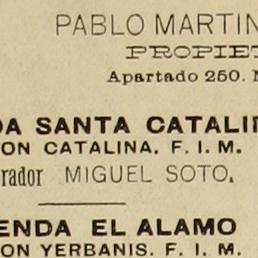 PABLO MARTIN
PROPIET
Apartado 250.
DA SANTA CATALI
ON CATALINA. F. I. M.
rador MIGUEL SOTO.
ENDA EL ALAMO
ON YERBANIS. F. I. M.